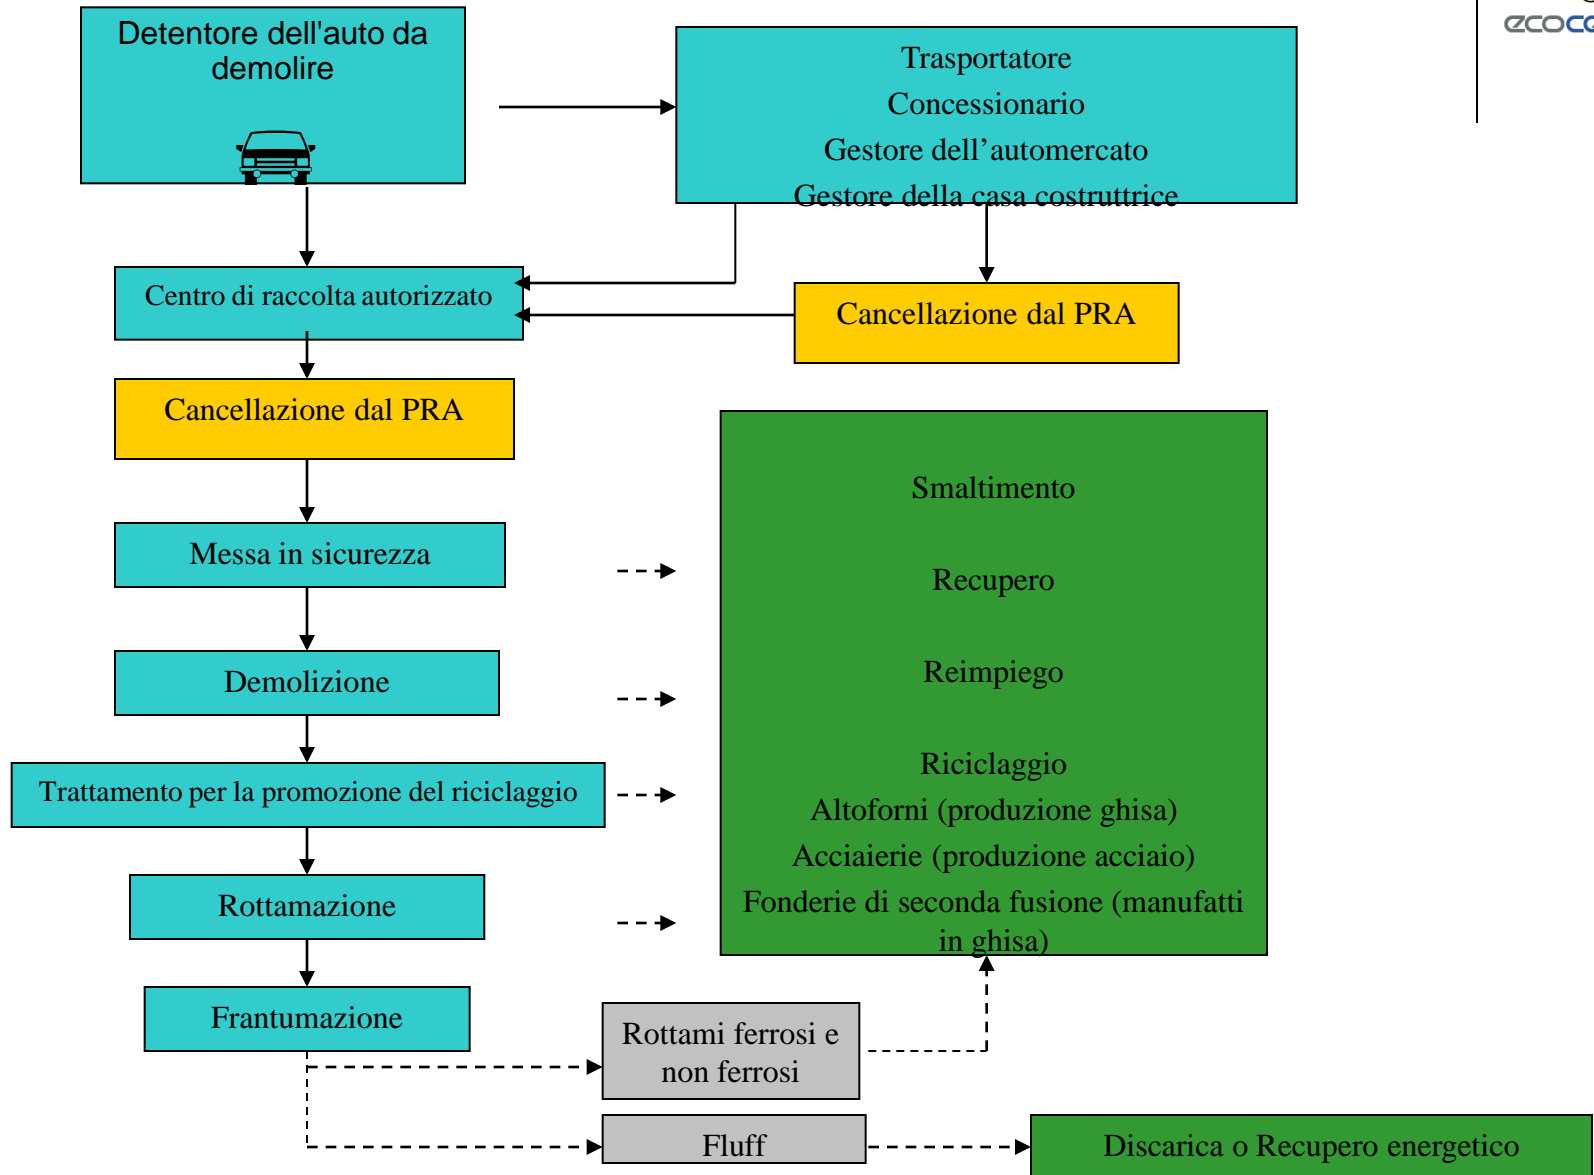 Detentore dell'auto da
demolire
Trasportatore
Concessionario
Gestore dell’automercato
Gestore della casa costruttrice
Centro di raccolta autorizzato
Cancellazione dal PRA
Cancellazione dal PRA
Smaltimento
Messa in sicurezza
Recupero
Reimpiego
Demolizione
Riciclaggio
Trattamento per la promozione del riciclaggio
Altoforni (produzione ghisa)
Acciaierie (produzione acciaio)
Fonderie di seconda fusione (manufatti
in ghisa)
Rottamazione
Frantumazione
Rottami ferrosi e
non ferrosi
Fluff
Discarica o Recupero energetico